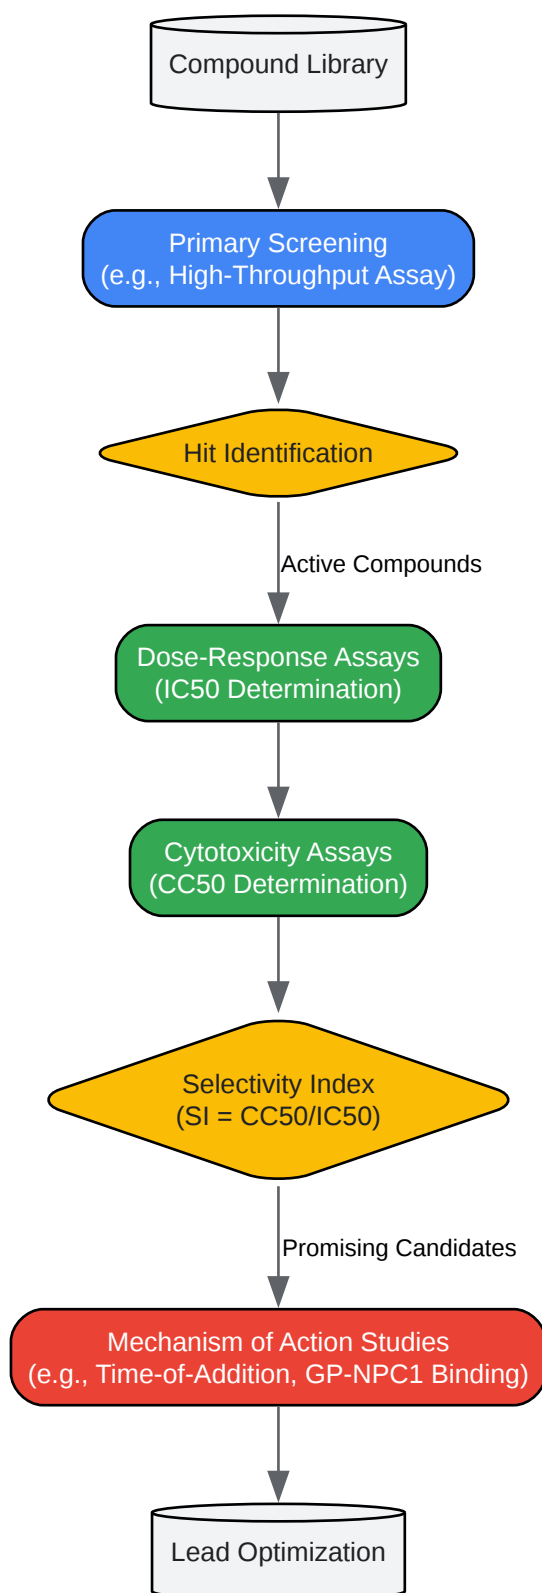 Compound Library
Primary Screening
(e.g., High-Throughput Assay)
Hit Identification
Active Compounds
Dose-Response Assays
(IC50 Determination)
Cytotoxicity Assays
(CC50 Determination)
Selectivity Index
(SI = CC50/IC50)
Promising Candidates
Mechanism of Action Studies
(e.g., Time-of-Addition, GP-NPC1 Binding)
Lead Optimization